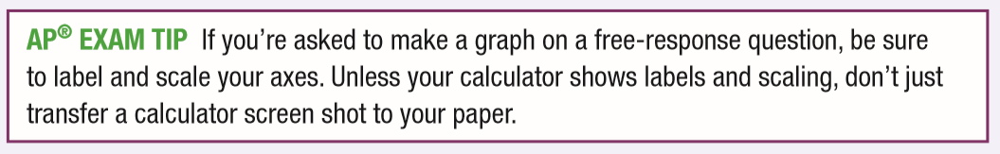 AP® EXAM TIP If you’re asked to make a graph on a free-response question, be sure
to label and scale your axes. Unless your calculator shows labels and scaling, don’t just
transfer a calculator screen shot to your paper.